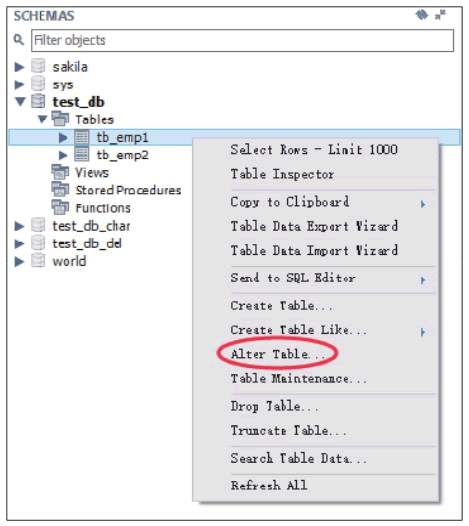 SCHEMAS
Filter objects
sakila
sys
test_db
Tables
tb_emp1
tb_emp2
Views
Stored Procedures
Functions
test_db_char
test_db_del
world
Select Rows - Limit 1000
Table Inspector
Copy to Clipboard
Table Data Export Wizard
Table Data Import Wizard
Send to SQL Editor
Create Table...
Create Table Like...
Alter Table...
Table Maintenance...
Drop Table...
Truncate Table...
Search Table Data...
Refresh All